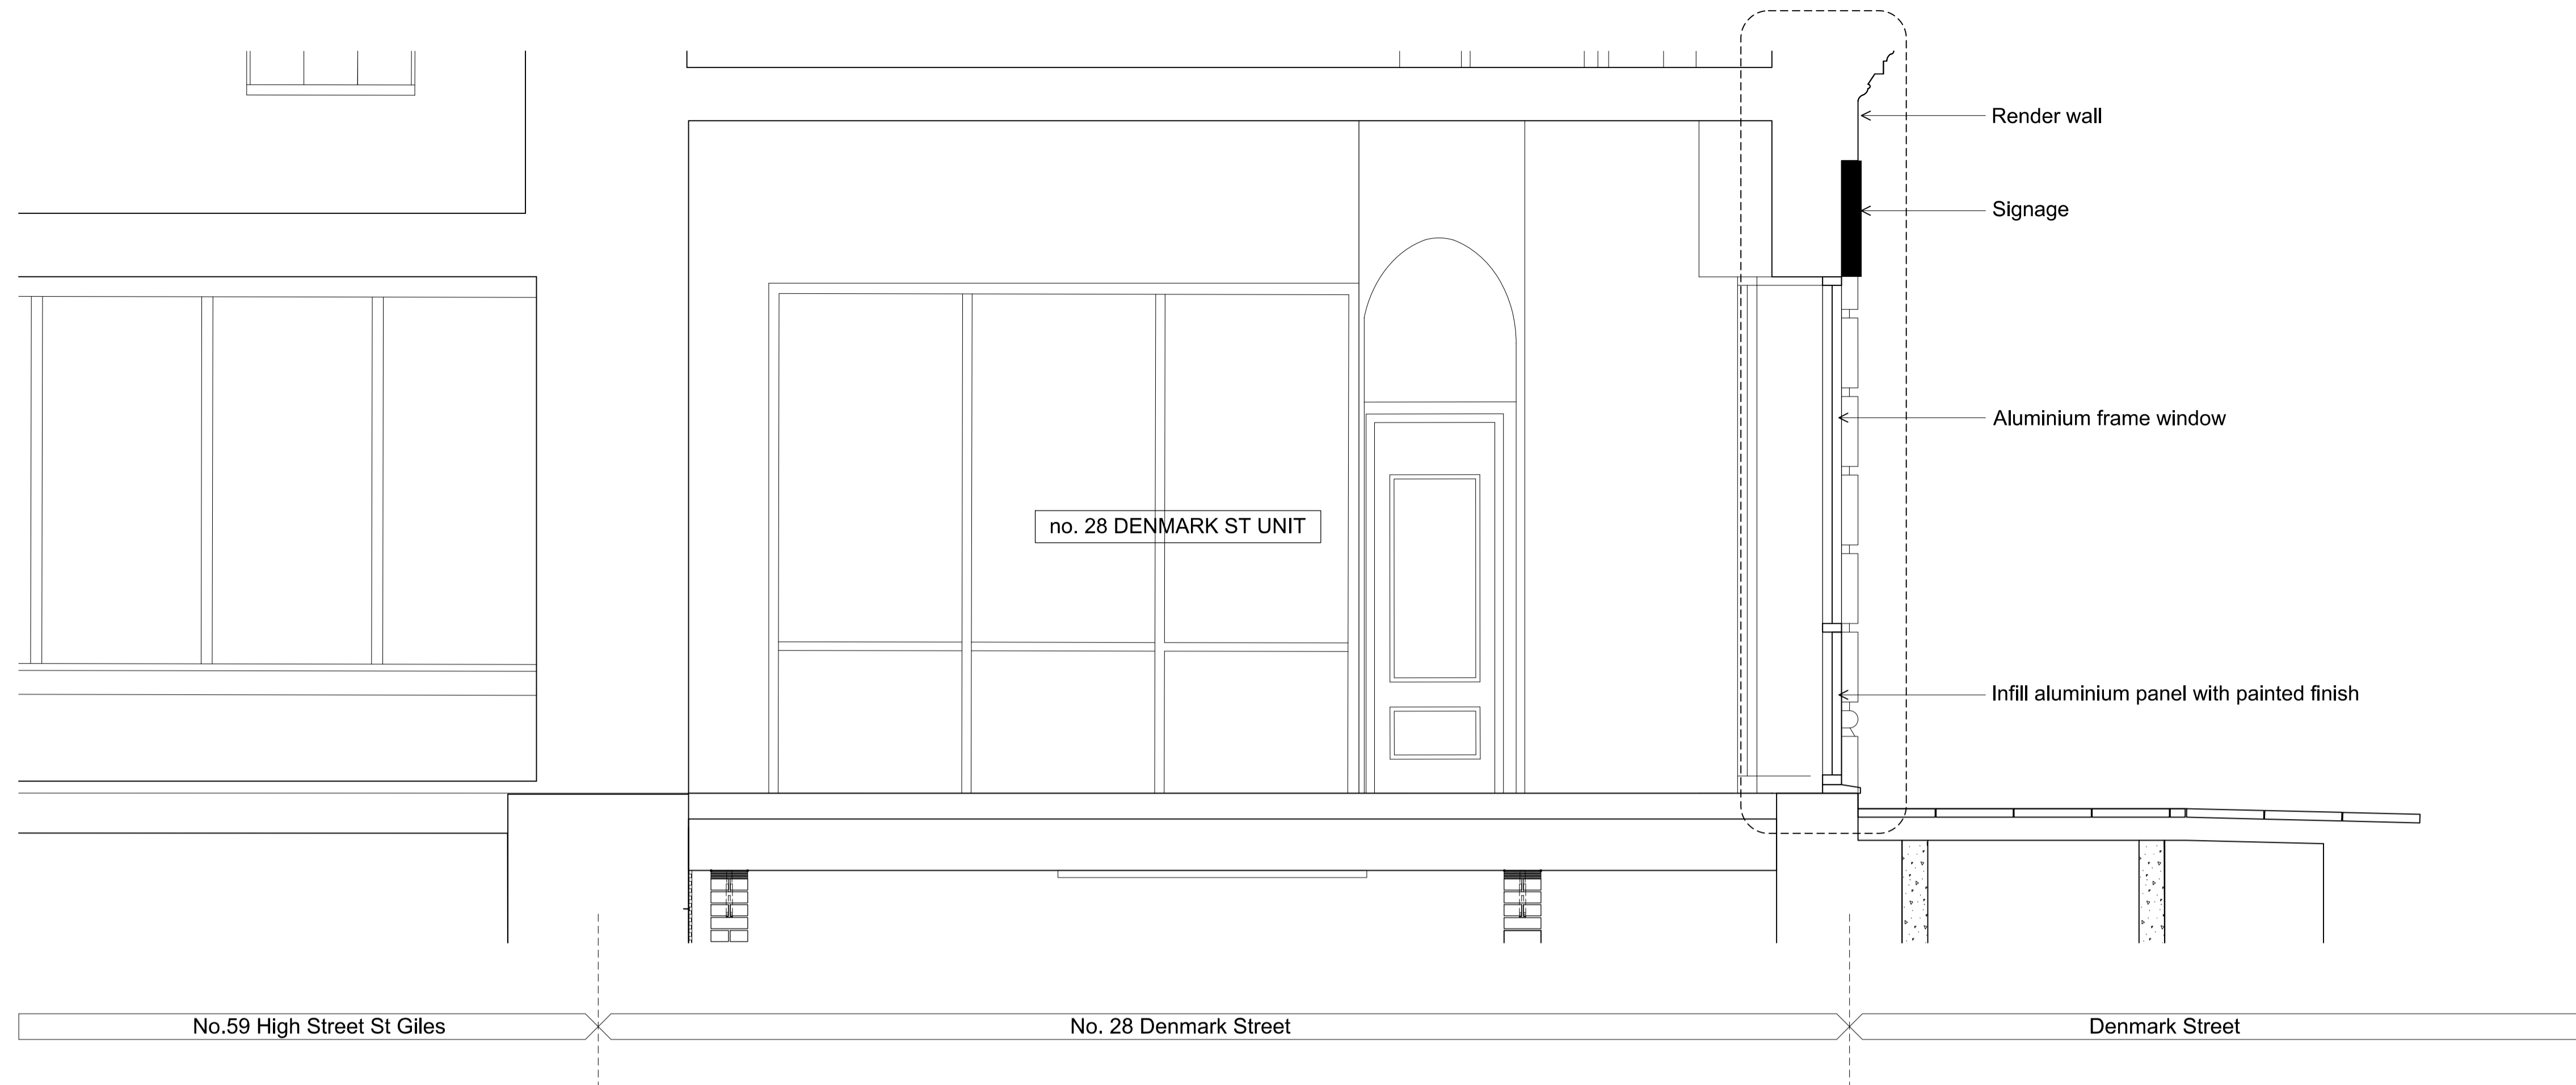 Render wall
Signage
Aluminium frame window
no. 28 DENMARK ST UNIT
Infill aluminium panel with painted finish
No.59 High Street St Giles
No. 28 Denmark Street
Denmark Street